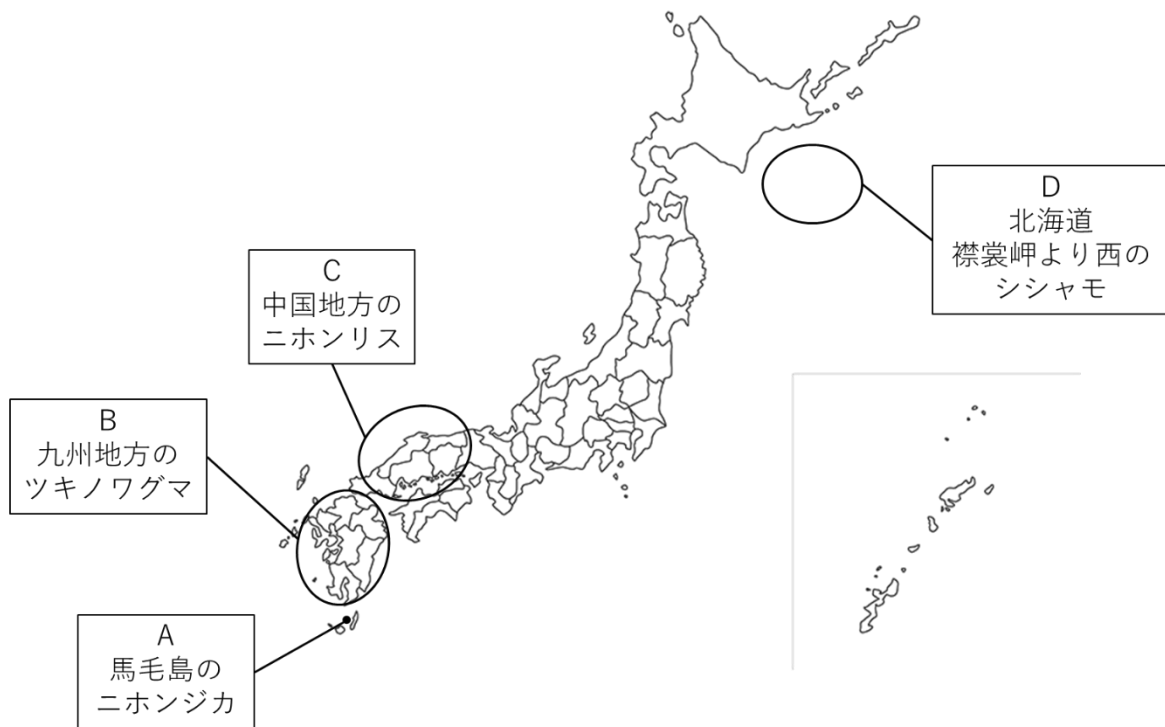 A
馬毛島の
ニホンジカ
B
九州地方の
ツキノワグマ
C
中国地方の
ニホンリス
D
北海道
襟裳岬より西の
シシャモ